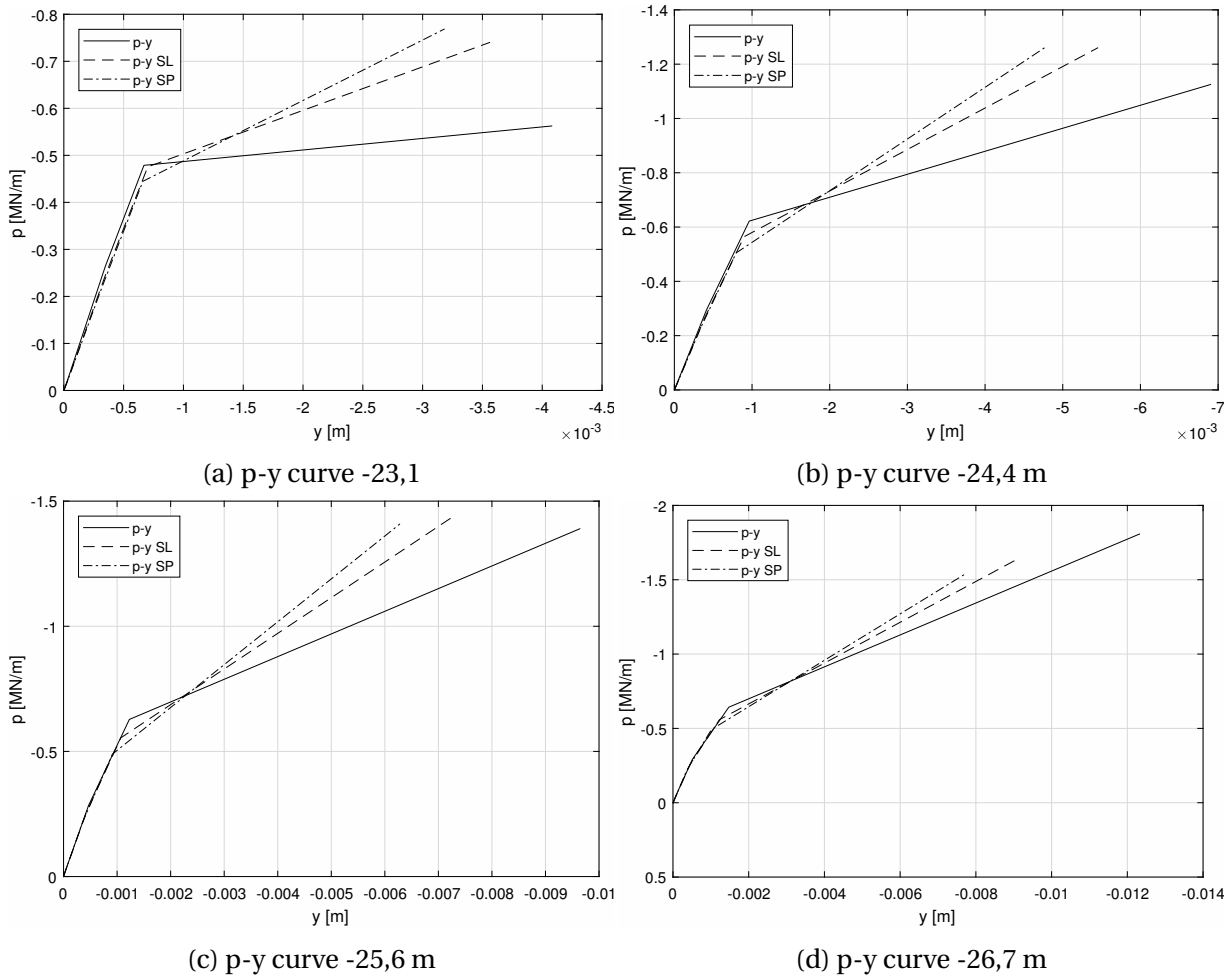 -0.8
-0.7
-0.6
-0.5
-0.4
-0.3
-0.2
-0.1
0
p [MN/m]
p-y
p-y SL
p-y SP
0 -0.5 -1 -1.5 -2 -2.5 -3 -3.5 -4 -4.5
y [m]
×10-3
(a) p-y curve -23,1
-1.4
-1.2
-1
-0.8
-0.6
-0.4
-0.2
0
p [MN/m]
p-y
p-y SL
p-y SP
0 -1 -2 -3 -4 -5 -6 -7
y [m]
×10-3
(b) p-y curve -24,4 m
-1.5
-1
-0.5
0
p [MN/m]
p-y
p-y SL
p-y SP
0 -0.001 -0.002 -0.003 -0.004 -0.005 -0.006 -0.007 -0.008 -0.009 -0.01
y [m]
(c) p-y curve -25,6 m
-2
-1.5
-1
-0.5
0
0.5
p [MN/m]
p-y
p-y SL
p-y SP
0 -0.002 -0.004 -0.006 -0.008 -0.01 -0.012 -0.014
y [m]
(d) p-y curve -26,7 m